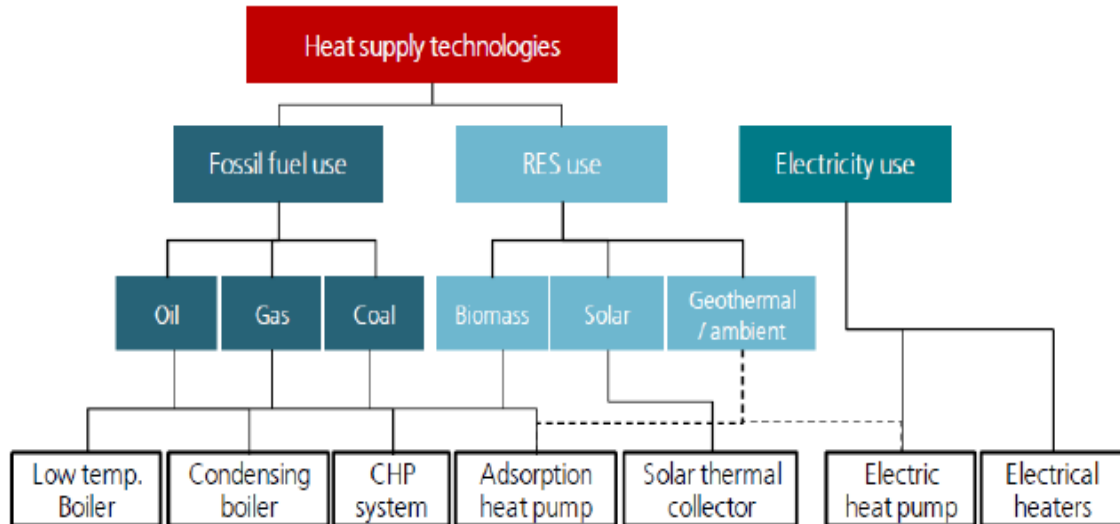 Heat supply technologies
Fossil fuel use
RES use
Electricity use
Oil
Gas
Coal
Biomass
Solar
Geothermal
/ ambient
Low temp.
Boiler
Condensing
boiler
CHP
system
Adsorption
heat pump
Solar thermal
collector
Electric
heat pump
Electrical
heaters